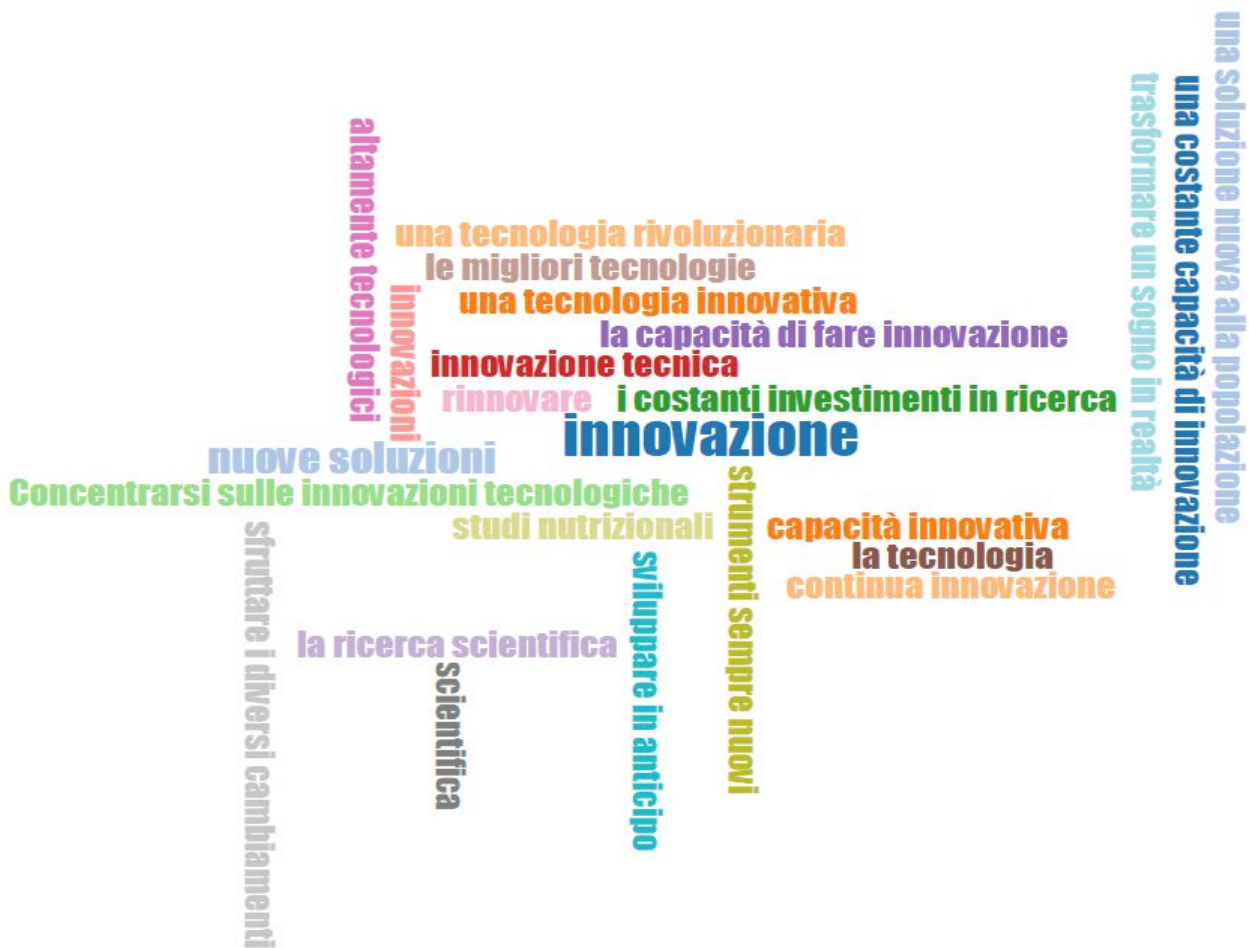 una soluzione nuova alla popolazione
una costante capacità di innovazione
trasformare un sogno in realtà
altamente tecnologici
una tecnologia rivoluzionaria
le migliori tecnologie
innovazioni
una tecnologia innovativa
la capacità di fare innovazione
innovazione tecnica
rinnovare
i costanti investimenti in ricerca
innovazione
nuove soluzioni
strumenti sempre nuovi
Concentrarsi sulle innovazioni tecnologiche
studi nutrizionali
capacità innovativa
sfruttare i diversi cambiamenti
la tecnologia
sviluppare in anticipo
continua innovazione
la ricerca scientifica
scientifica